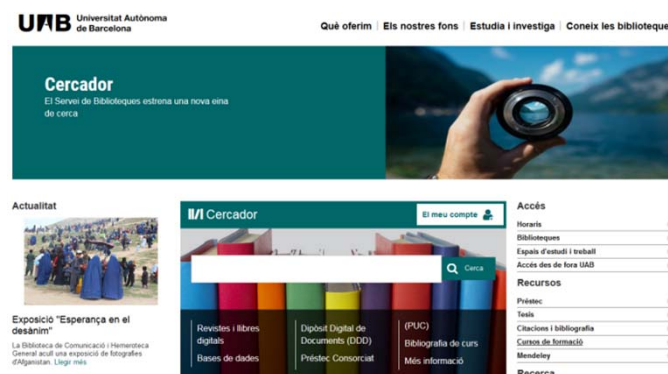 UAB Universitat Autònoma
de Barcelona
Què oferim Els nostres fons Estudia i investiga Coneix les biblioteque
Cercador
El Servei de Biblioteques estrena una nova eina
de cerca
Actualitat
Exposició "Esperança en el
desànim"
La Biblioteca de Comunicació i Hemeroteca
General acull una exposició de fotografies
d'Afganistan. Llegir més
Cercador
El meu compte
Cerca
Revistes i llibres
digitals
Bases de dades
Dipòsit Digital de
Documents (DDD)
Préstec Consorciat
(PUC)
Bibliografia de curs
Més informació
Accés
Horaris
Biblioteques
Espais d'estudi i treball
Accés des de fora UAB
Recursos
Préstec
Tesis
Citacions i bibliografia
Cursos de formació
Mendeley
Recerca